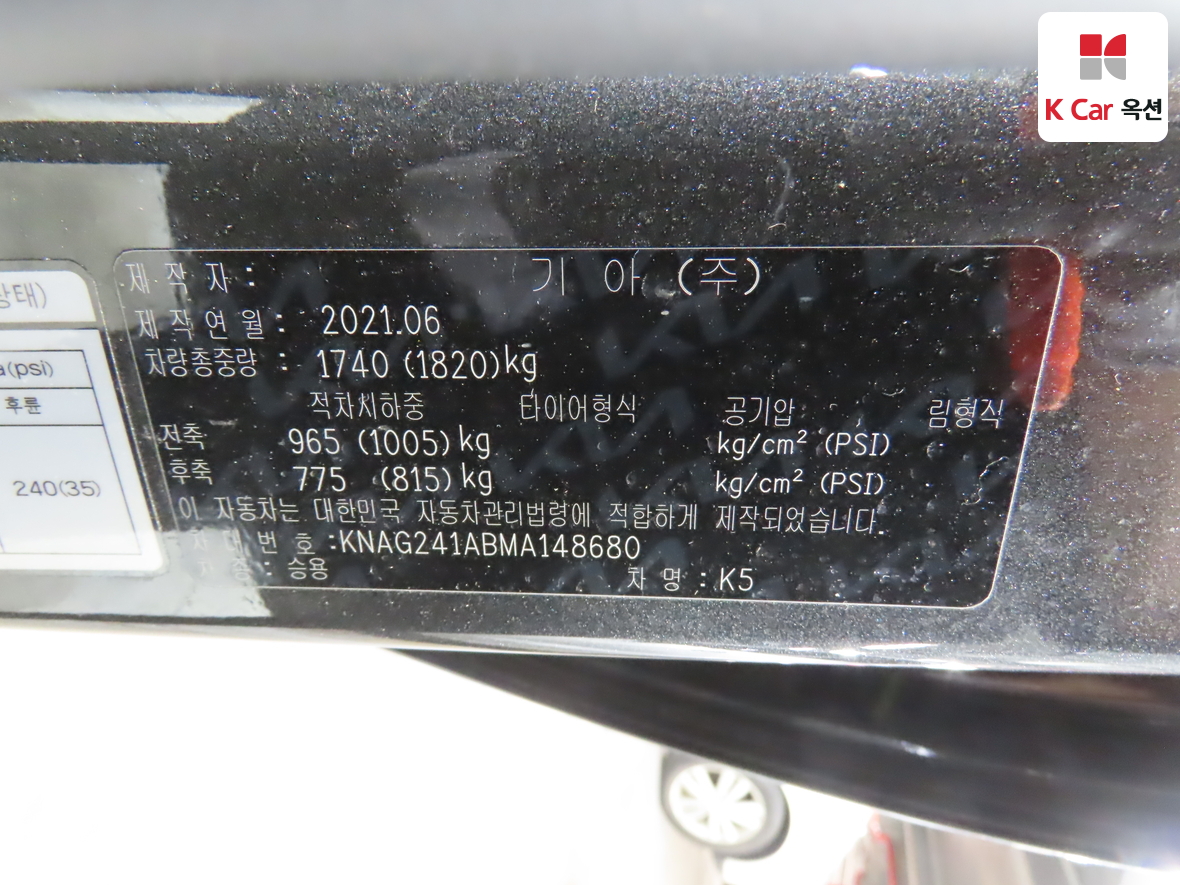 K Car 옥션
제 작 자 : 기 아 (주)
제 작 연 월 : 2021.06
차량총중량 : 1740 (1820)kg
적차시하중 타이어형식 공기압 림형식
전축 965 (1005) kg kg/cm² (PSI)
후축 775 (815) kg kg/cm² (PSI)
이 자동차는 대한민국 자동차관리법령에 적합하게 제작되었습니다.
번 호 :KNAG241ABMA148680
종 : 승용 차 명 : K5
(psi)
후륜
240(35)